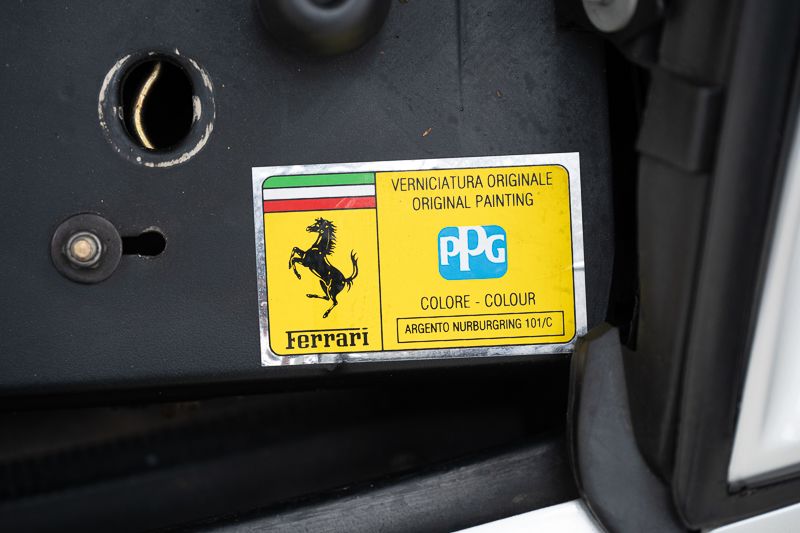 VERNICIATURA ORIGINALE
ORIGINAL PAINTING
PPG
COLORE - COLOUR
ARGENTO NURBURGRING 101/C
Ferrari